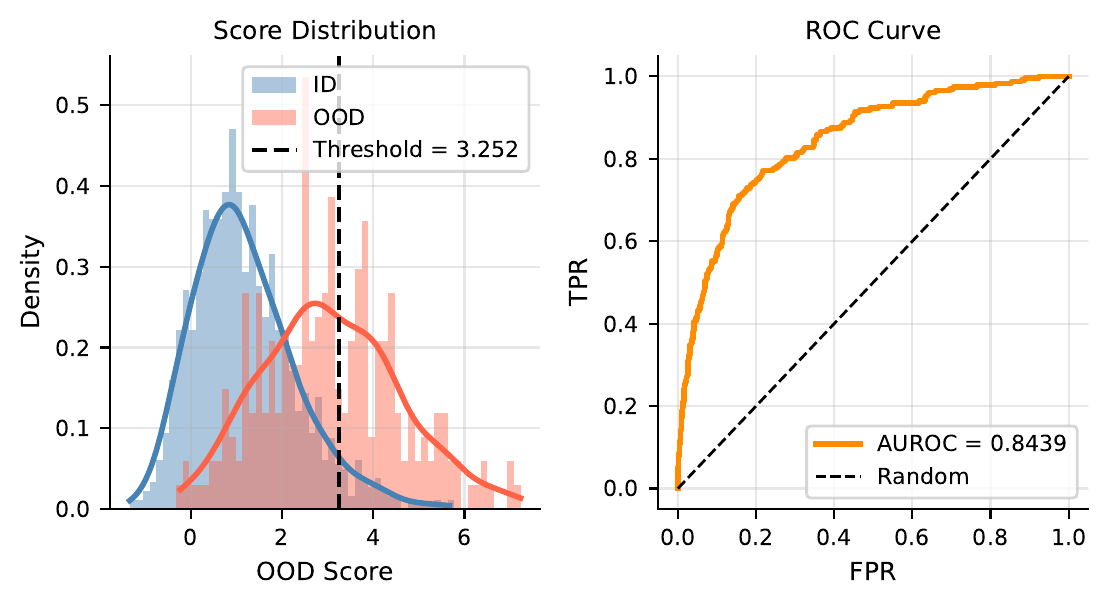 Score Distribution
ID
OOD
Threshold = 3.252
0.5
0.4
0.3
0.2
0.1
0.0
Density
0
2
4
6
OOD Score
ROC Curve
1.0
0.8
0.6
0.4
0.2
0.0
TPR
AUROC = 0.8439
Random
0.0
0.2
0.4
0.6
0.8
1.0
FPR